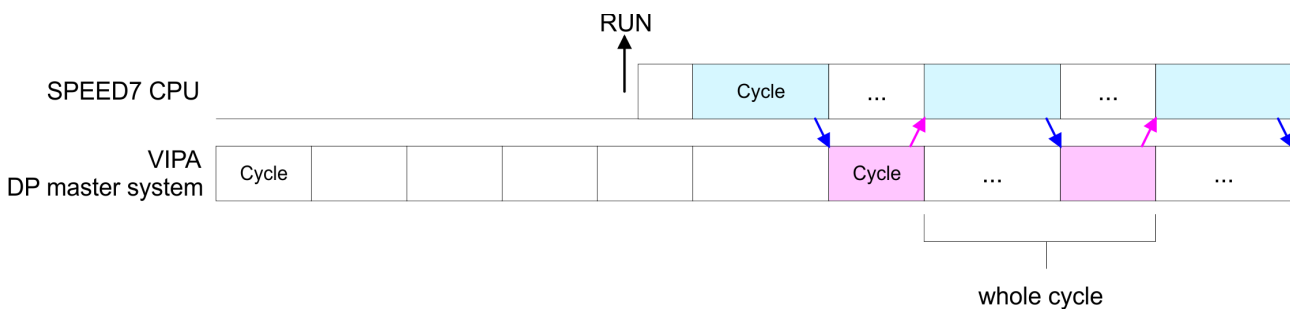 RUN
SPEED7 CPU
Cycle
...
...
VIPA
DP master system
Cycle
Cycle
...
...
whole cycle